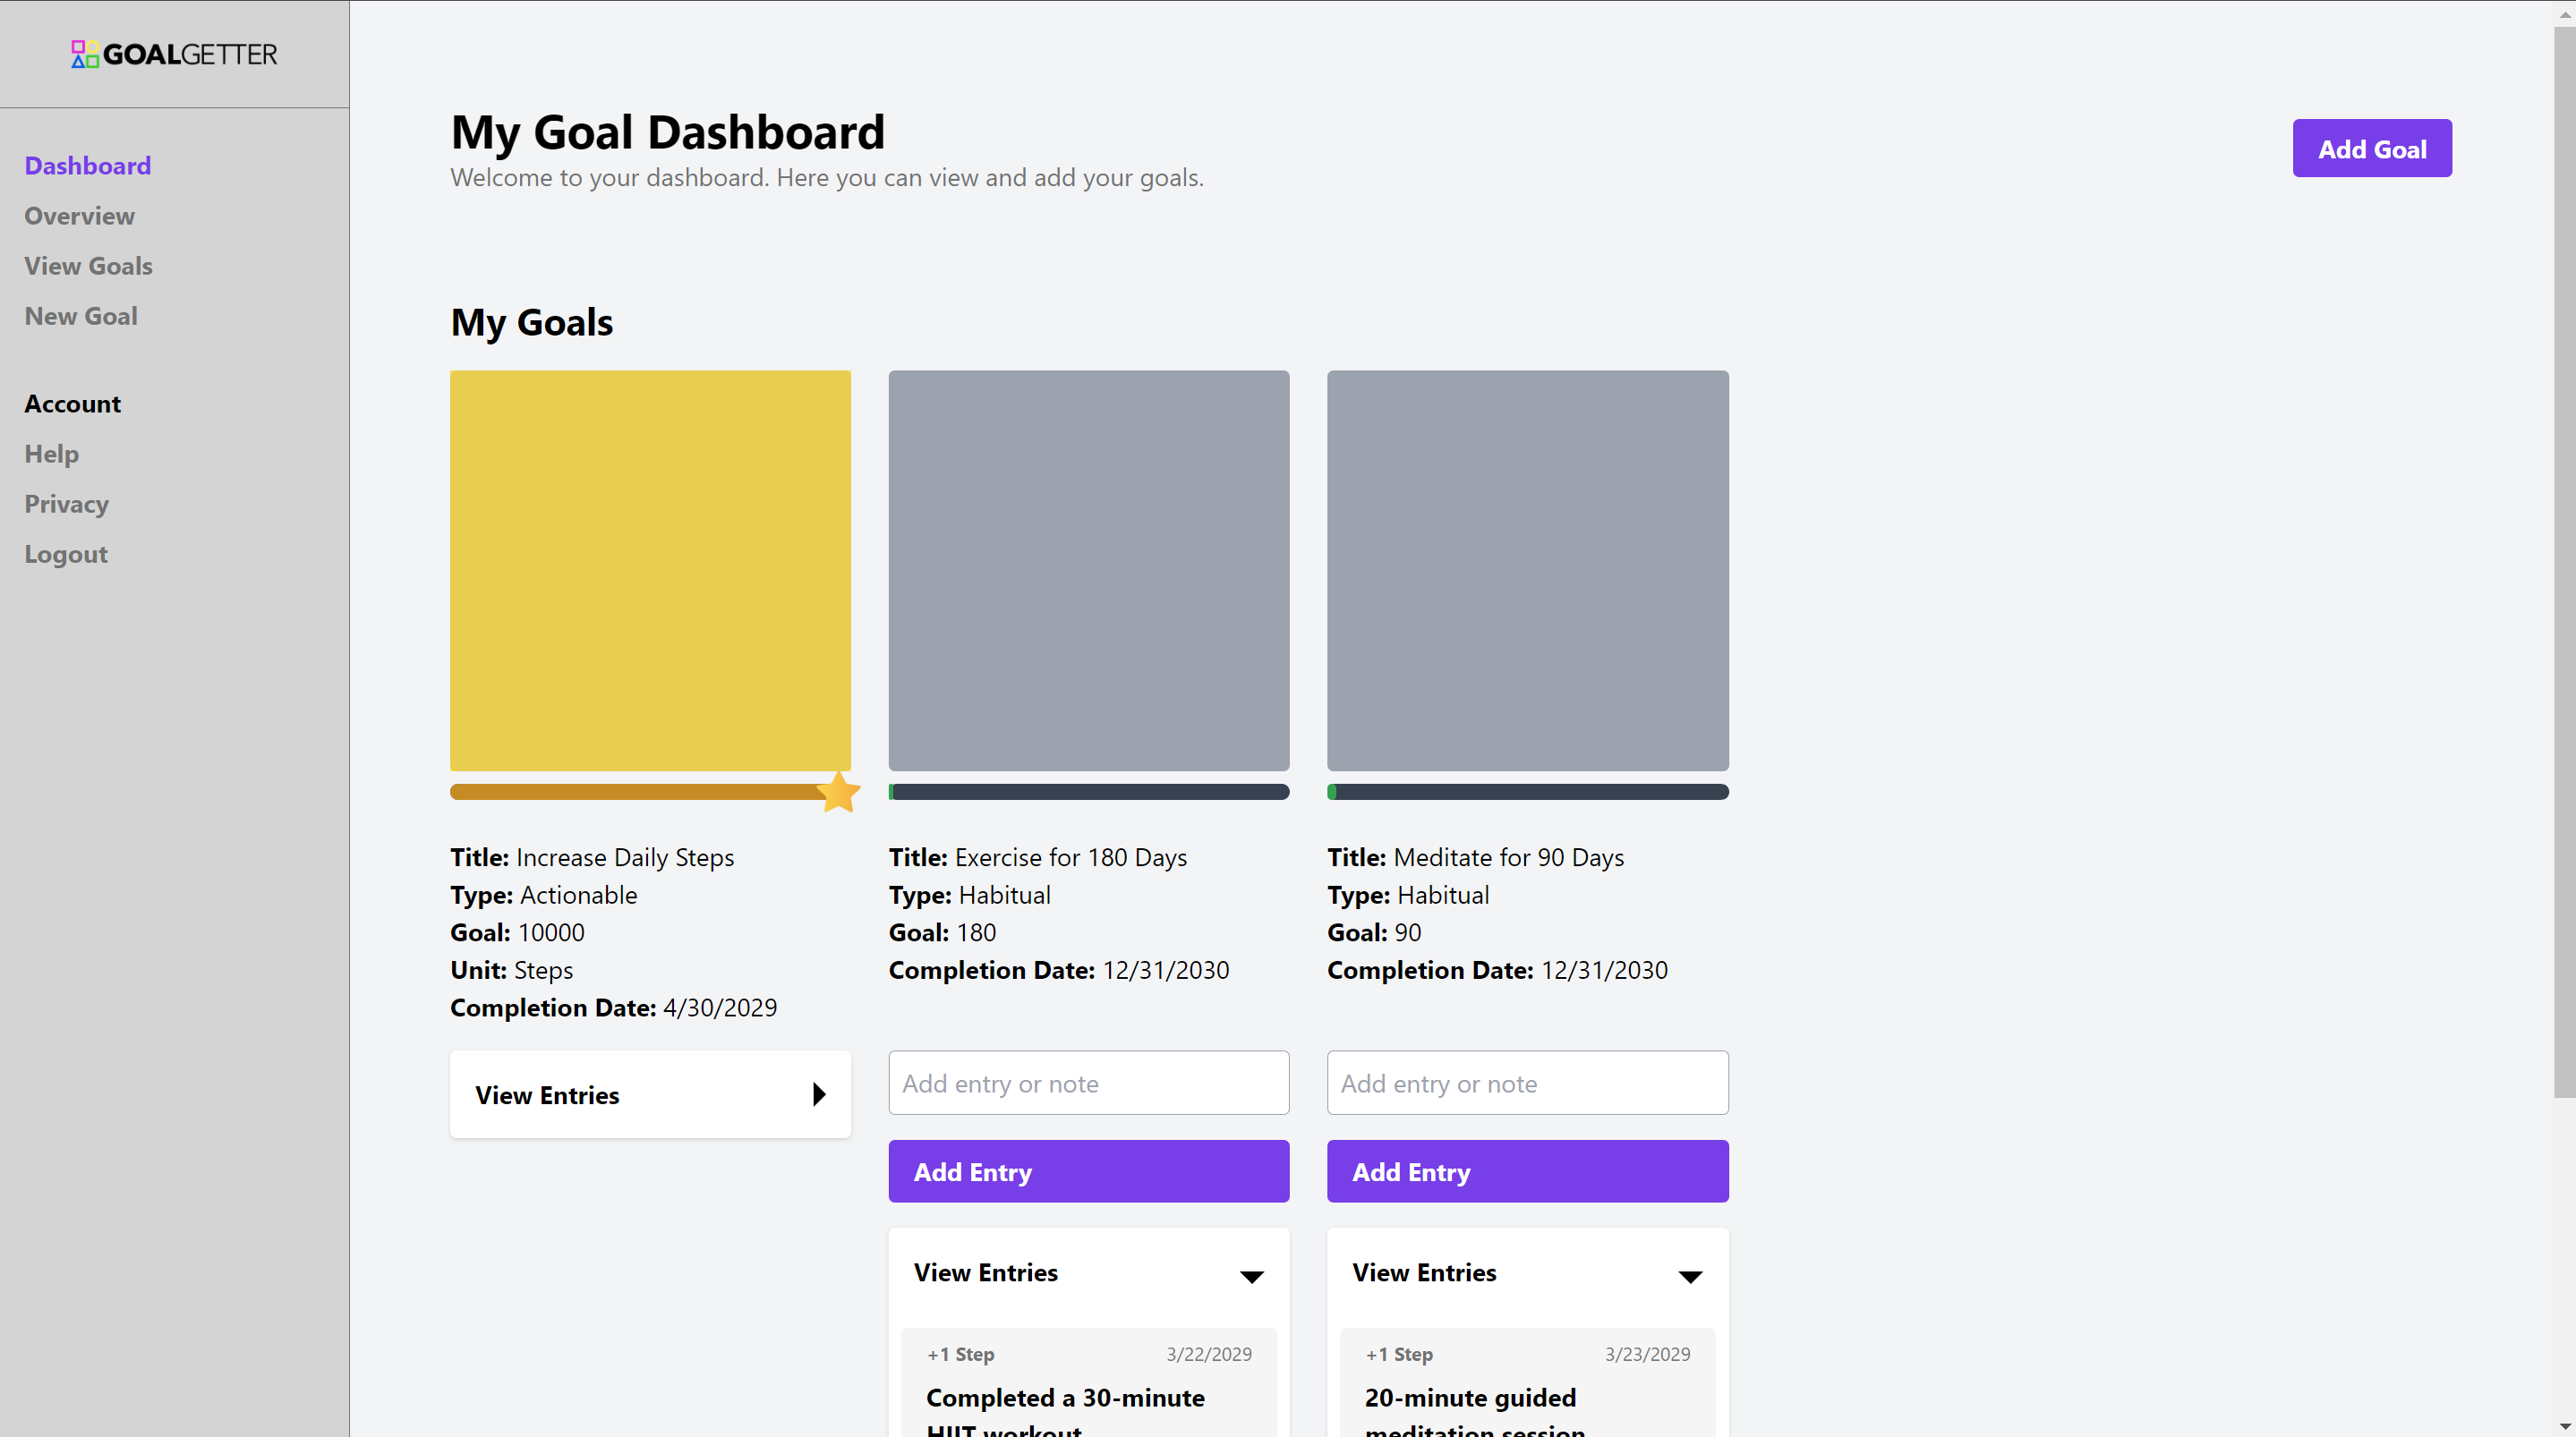 GOALGETTER
Dashboard
Overview
View Goals
New Goal
Account
Help
Privacy
Logout
My Goal Dashboard
Welcome to your dashboard. Here you can view and add your goals.
Add Goal
My Goals
Title: Increase Daily Steps
Type: Actionable
Goal: 10000
Unit: Steps
Completion Date: 4/30/2029
View Entries
Title: Exercise for 180 Days
Type: Habitual
Goal: 180
Completion Date: 12/31/2030
Add entry or note
Add Entry
View Entries
+1 Step 3/22/2029
Completed a 30-minute
HIIT workout
Title: Meditate for 90 Days
Type: Habitual
Goal: 90
Completion Date: 12/31/2030
Add entry or note
Add Entry
View Entries
+1 Step 3/23/2029
20-minute guided
meditation session